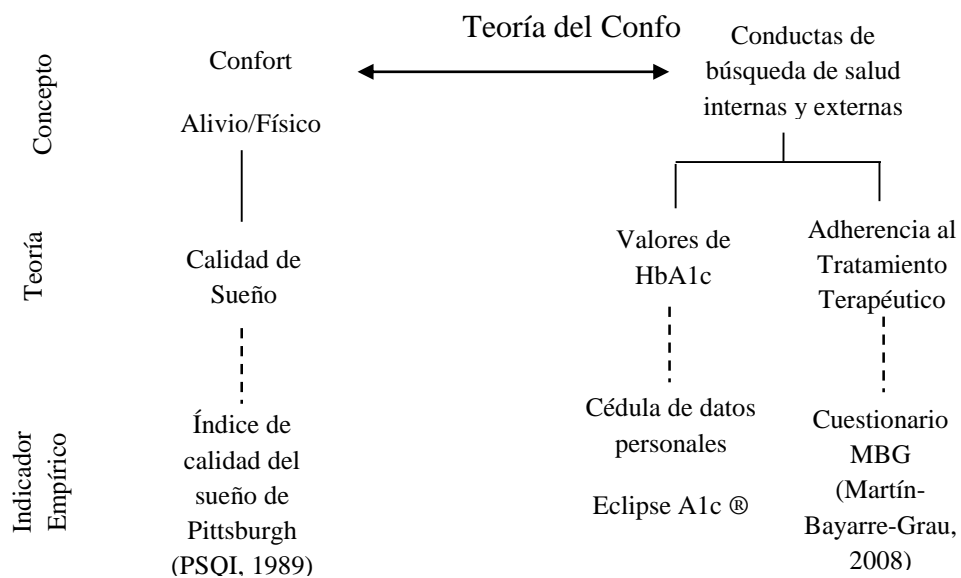 Teoría del Confo
Concepto
Confort
Alivio/Físico
Conductas de
búsqueda de salud
internas y externas
Teoría
Calidad de
Sueño
Valores de
HbA1c
Adherencia al
Tratamiento
Terapéutico
Indicador
Empírico
Índice de
calidad del
sueño de
Pittsburgh
(PSQI, 1989)
Cédula de datos
personales
Eclipse A1c ®
Cuestionario
MBG
(Martín-
Bayarre-Grau,
2008)